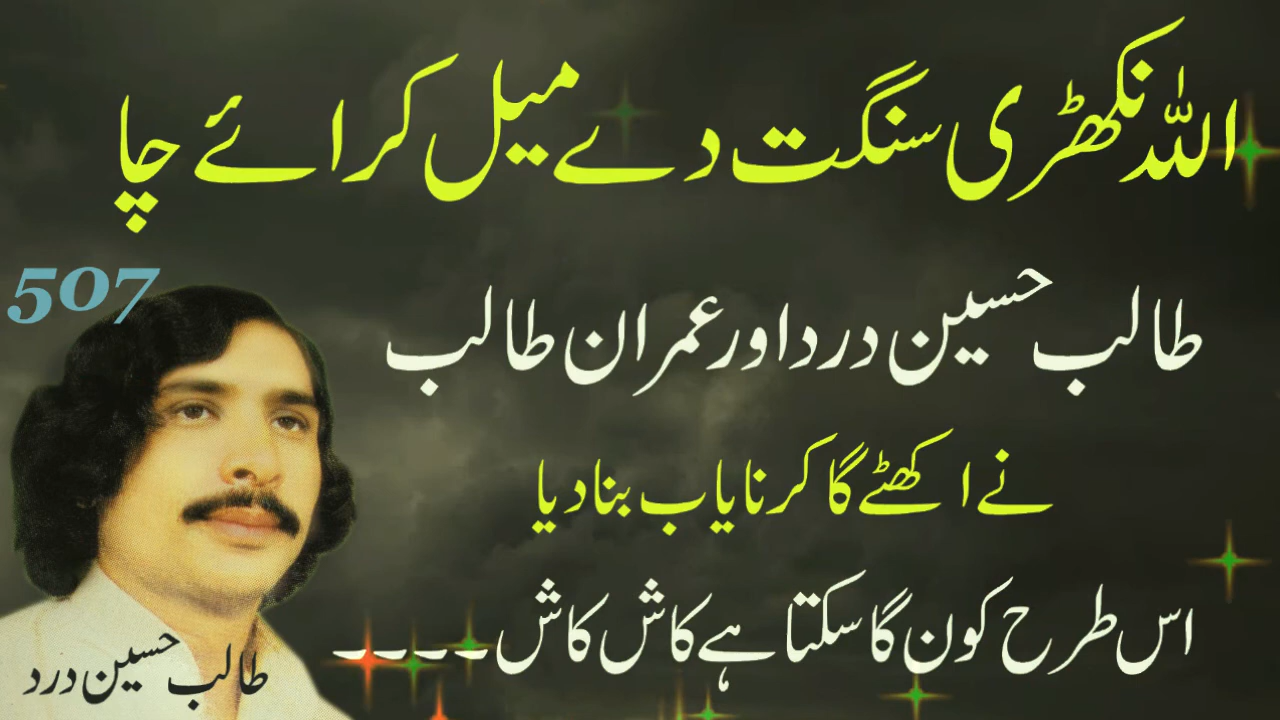 اللہ نکھڑی سنگت دے میل کرائے چا
507
طالب حسین درد اور عمران طالب
نے اکھٹے گا کر نایاب بنا دیا
اس طرح کون گا سکتا ہے کاش کاش ۔۔۔۔
طالب حسین درد